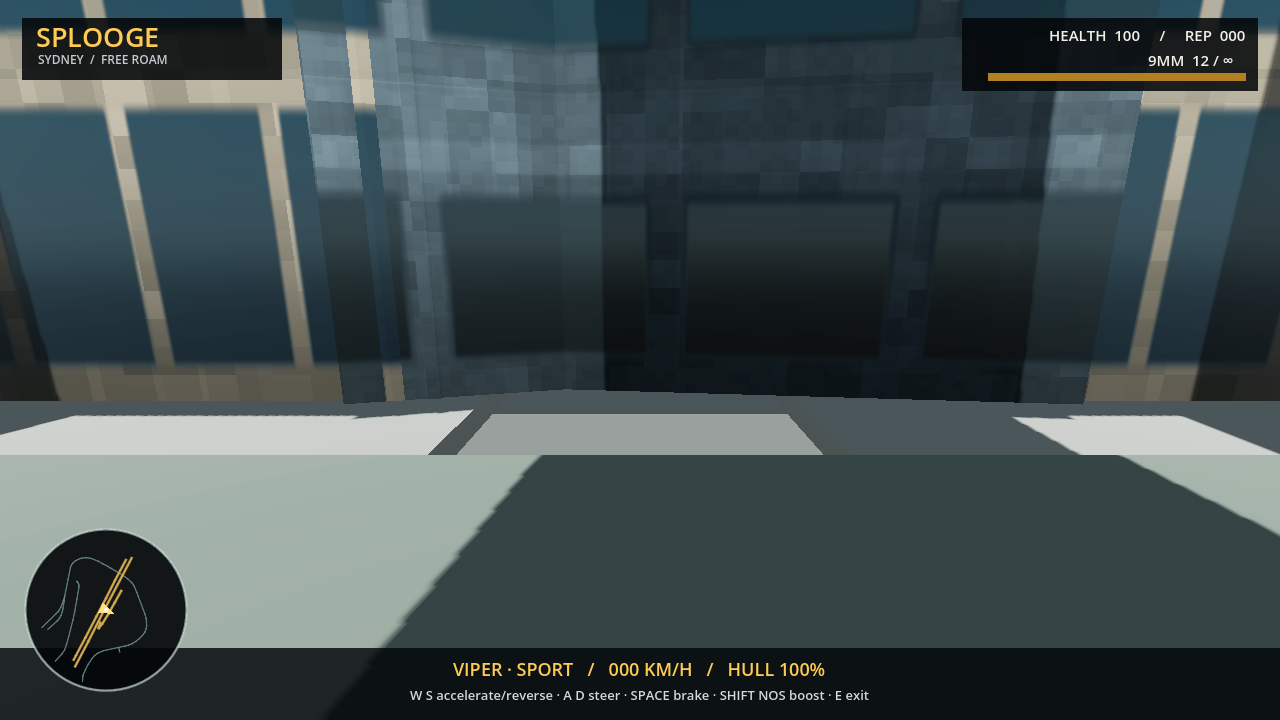 SPLOOGE
SYDNEY / FREE ROAM
HEALTH 100 / REP 000
9MM 12 / ∞
VIPER · SPORT / 000 KM/H / HULL 100%
W S accelerate/reverse · A D steer · SPACE brake · SHIFT NOS boost · E exit